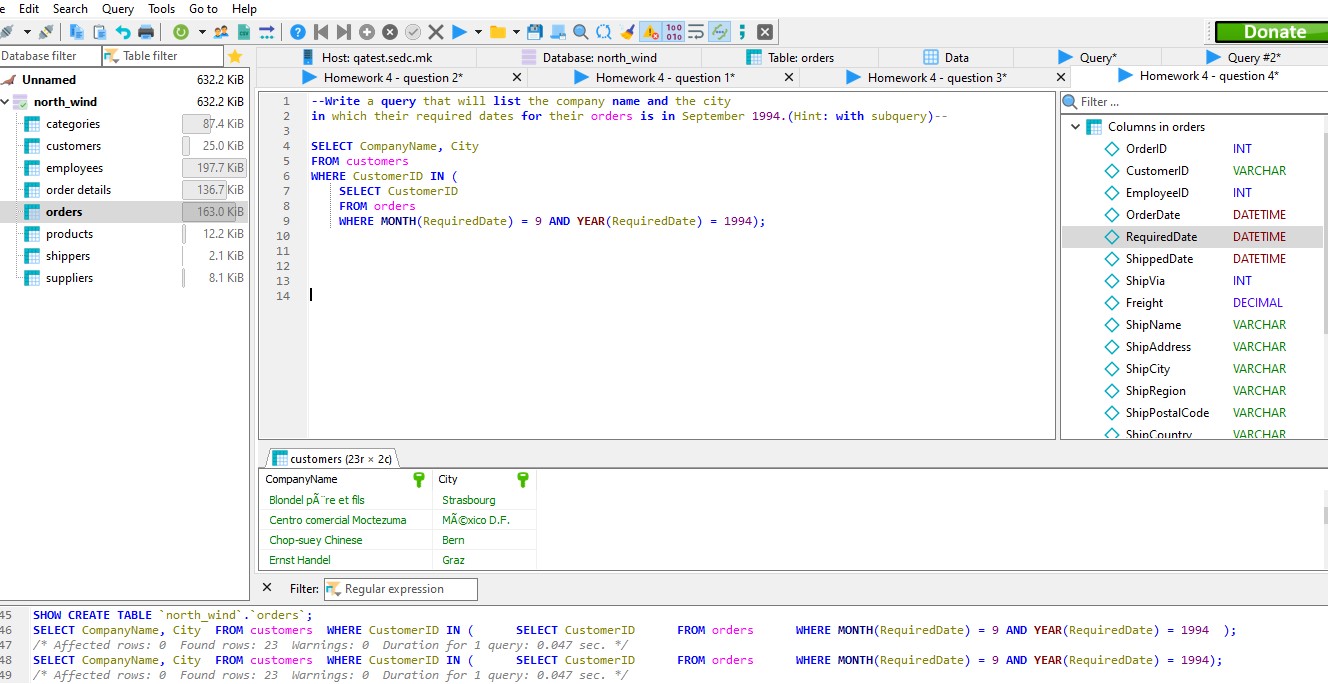 e Edit Search Query Tools Go to Help
Donate
Database filter Table filter
Host: qatest.sedc.mk Database: north_wind Table: orders Data Query* Query #2*
Homework 4 - question 2* Homework 4 - question 1* Homework 4 - question 3* Homework 4 - question 4*
Unnamed 632.2 KiB
north_wind 632.2 KiB
categories 87.4 KiB
customers 25.0 KiB
employees 197.7 KiB
order details 136.7 KiB
orders 163.0 KiB
products 12.2 KiB
shippers 2.1 KiB
suppliers 8.1 KiB
1 --Write a query that will list the company name and the city
2 in which their required dates for their orders is in September 1994.(Hint: with subquery)--
3
4 SELECT CompanyName, City
5 FROM customers
6 WHERE CustomerID IN (
7 SELECT CustomerID
8 FROM orders
9 WHERE MONTH(RequiredDate) = 9 AND YEAR(RequiredDate) = 1994);
10
11
12
13
14
Filter ...
Columns in orders
OrderID INT
CustomerID VARCHAR
EmployeeID INT
OrderDate DATETIME
RequiredDate DATETIME
ShippedDate DATETIME
ShipVia INT
Freight DECIMAL
ShipName VARCHAR
ShipAddress VARCHAR
ShipCity VARCHAR
ShipRegion VARCHAR
ShipPostalCode VARCHAR
ShipCountry VARCHAR
customers (23r × 2c)
CompanyName City
Blondel pÃ¨re et fils Strasbourg
Centro comercial Moctezuma MÃ©xico D.F.
Chop-suey Chinese Bern
Ernst Handel Graz
Filter: Regular expression
45 SHOW CREATE TABLE `north_wind`.`orders`;
46 SELECT CompanyName, City FROM customers WHERE CustomerID IN ( SELECT CustomerID FROM orders WHERE MONTH(RequiredDate) = 9 AND YEAR(RequiredDate) = 1994 );
47 /* Affected rows: 0 Found rows: 23 Warnings: 0 Duration for 1 query: 0.047 sec. */
48 SELECT CompanyName, City FROM customers WHERE CustomerID IN ( SELECT CustomerID FROM orders WHERE MONTH(RequiredDate) = 9 AND YEAR(RequiredDate) = 1994);
49 /* Affected rows: 0 Found rows: 23 Warnings: 0 Duration for 1 query: 0.047 sec. */